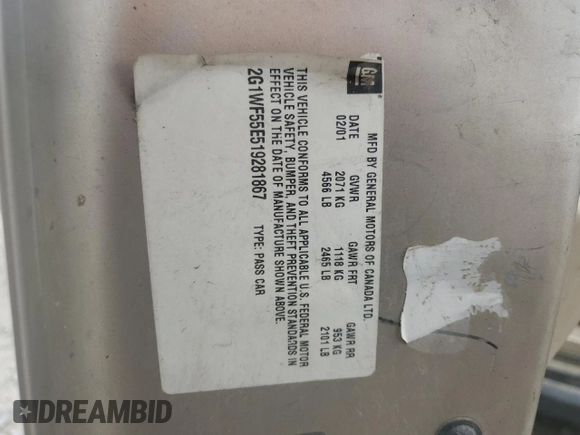 GM
MFD BY GENERAL MOTORS OF CANADA LTD.
DATE GVWR GAWR FRT GAWR RR
02/01 2071 KG 1118 KG 953 KG
4566 LB 2465 LB 2101 LB
THIS VEHICLE CONFORMS TO ALL APPLICABLE U.S. FEDERAL MOTOR
VEHICLE SAFETY, BUMPER, AND THEFT PREVENTION STANDARDS IN
EFFECT ON THE DATE OF MANUFACTURE SHOWN ABOVE.
2G1WF55E519281867 TYPE: PASS CAR
DREAMBID